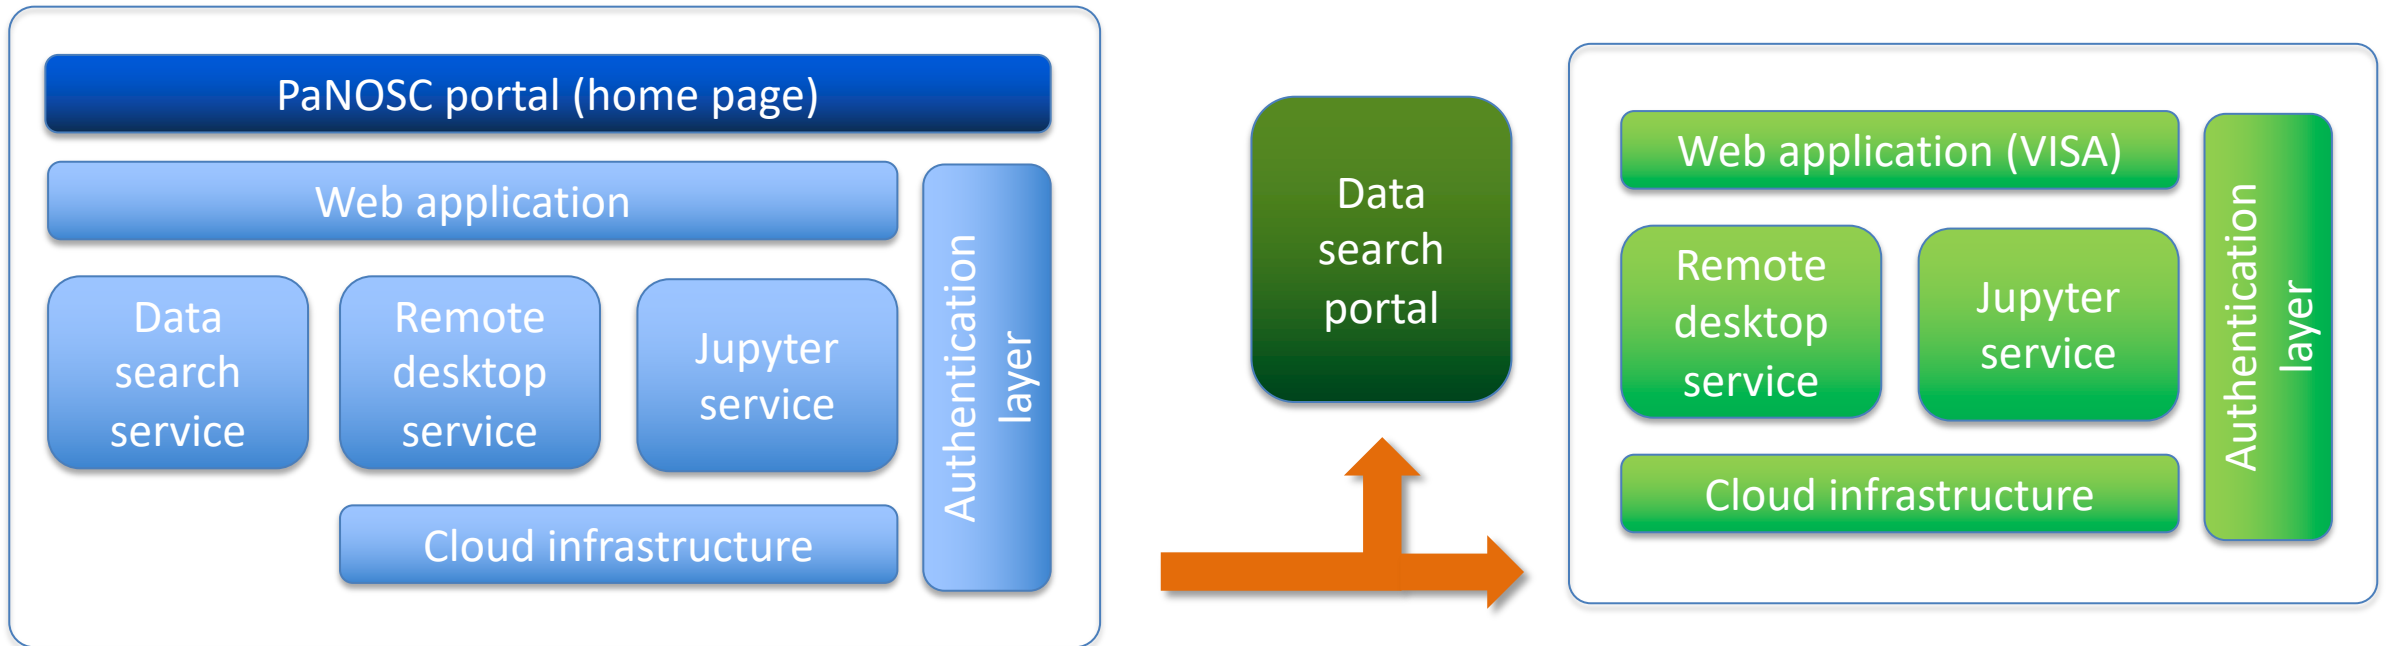 PaNOSC portal (home page)
Web application
Data
search
service
Remote
desktop
service
Jupyter
service
Cloud infrastructure
Authentication
layer
Data
search
portal
Web application (VISA)
Remote
desktop
service
Jupyter
service
Cloud infrastructure
Authentication
layer